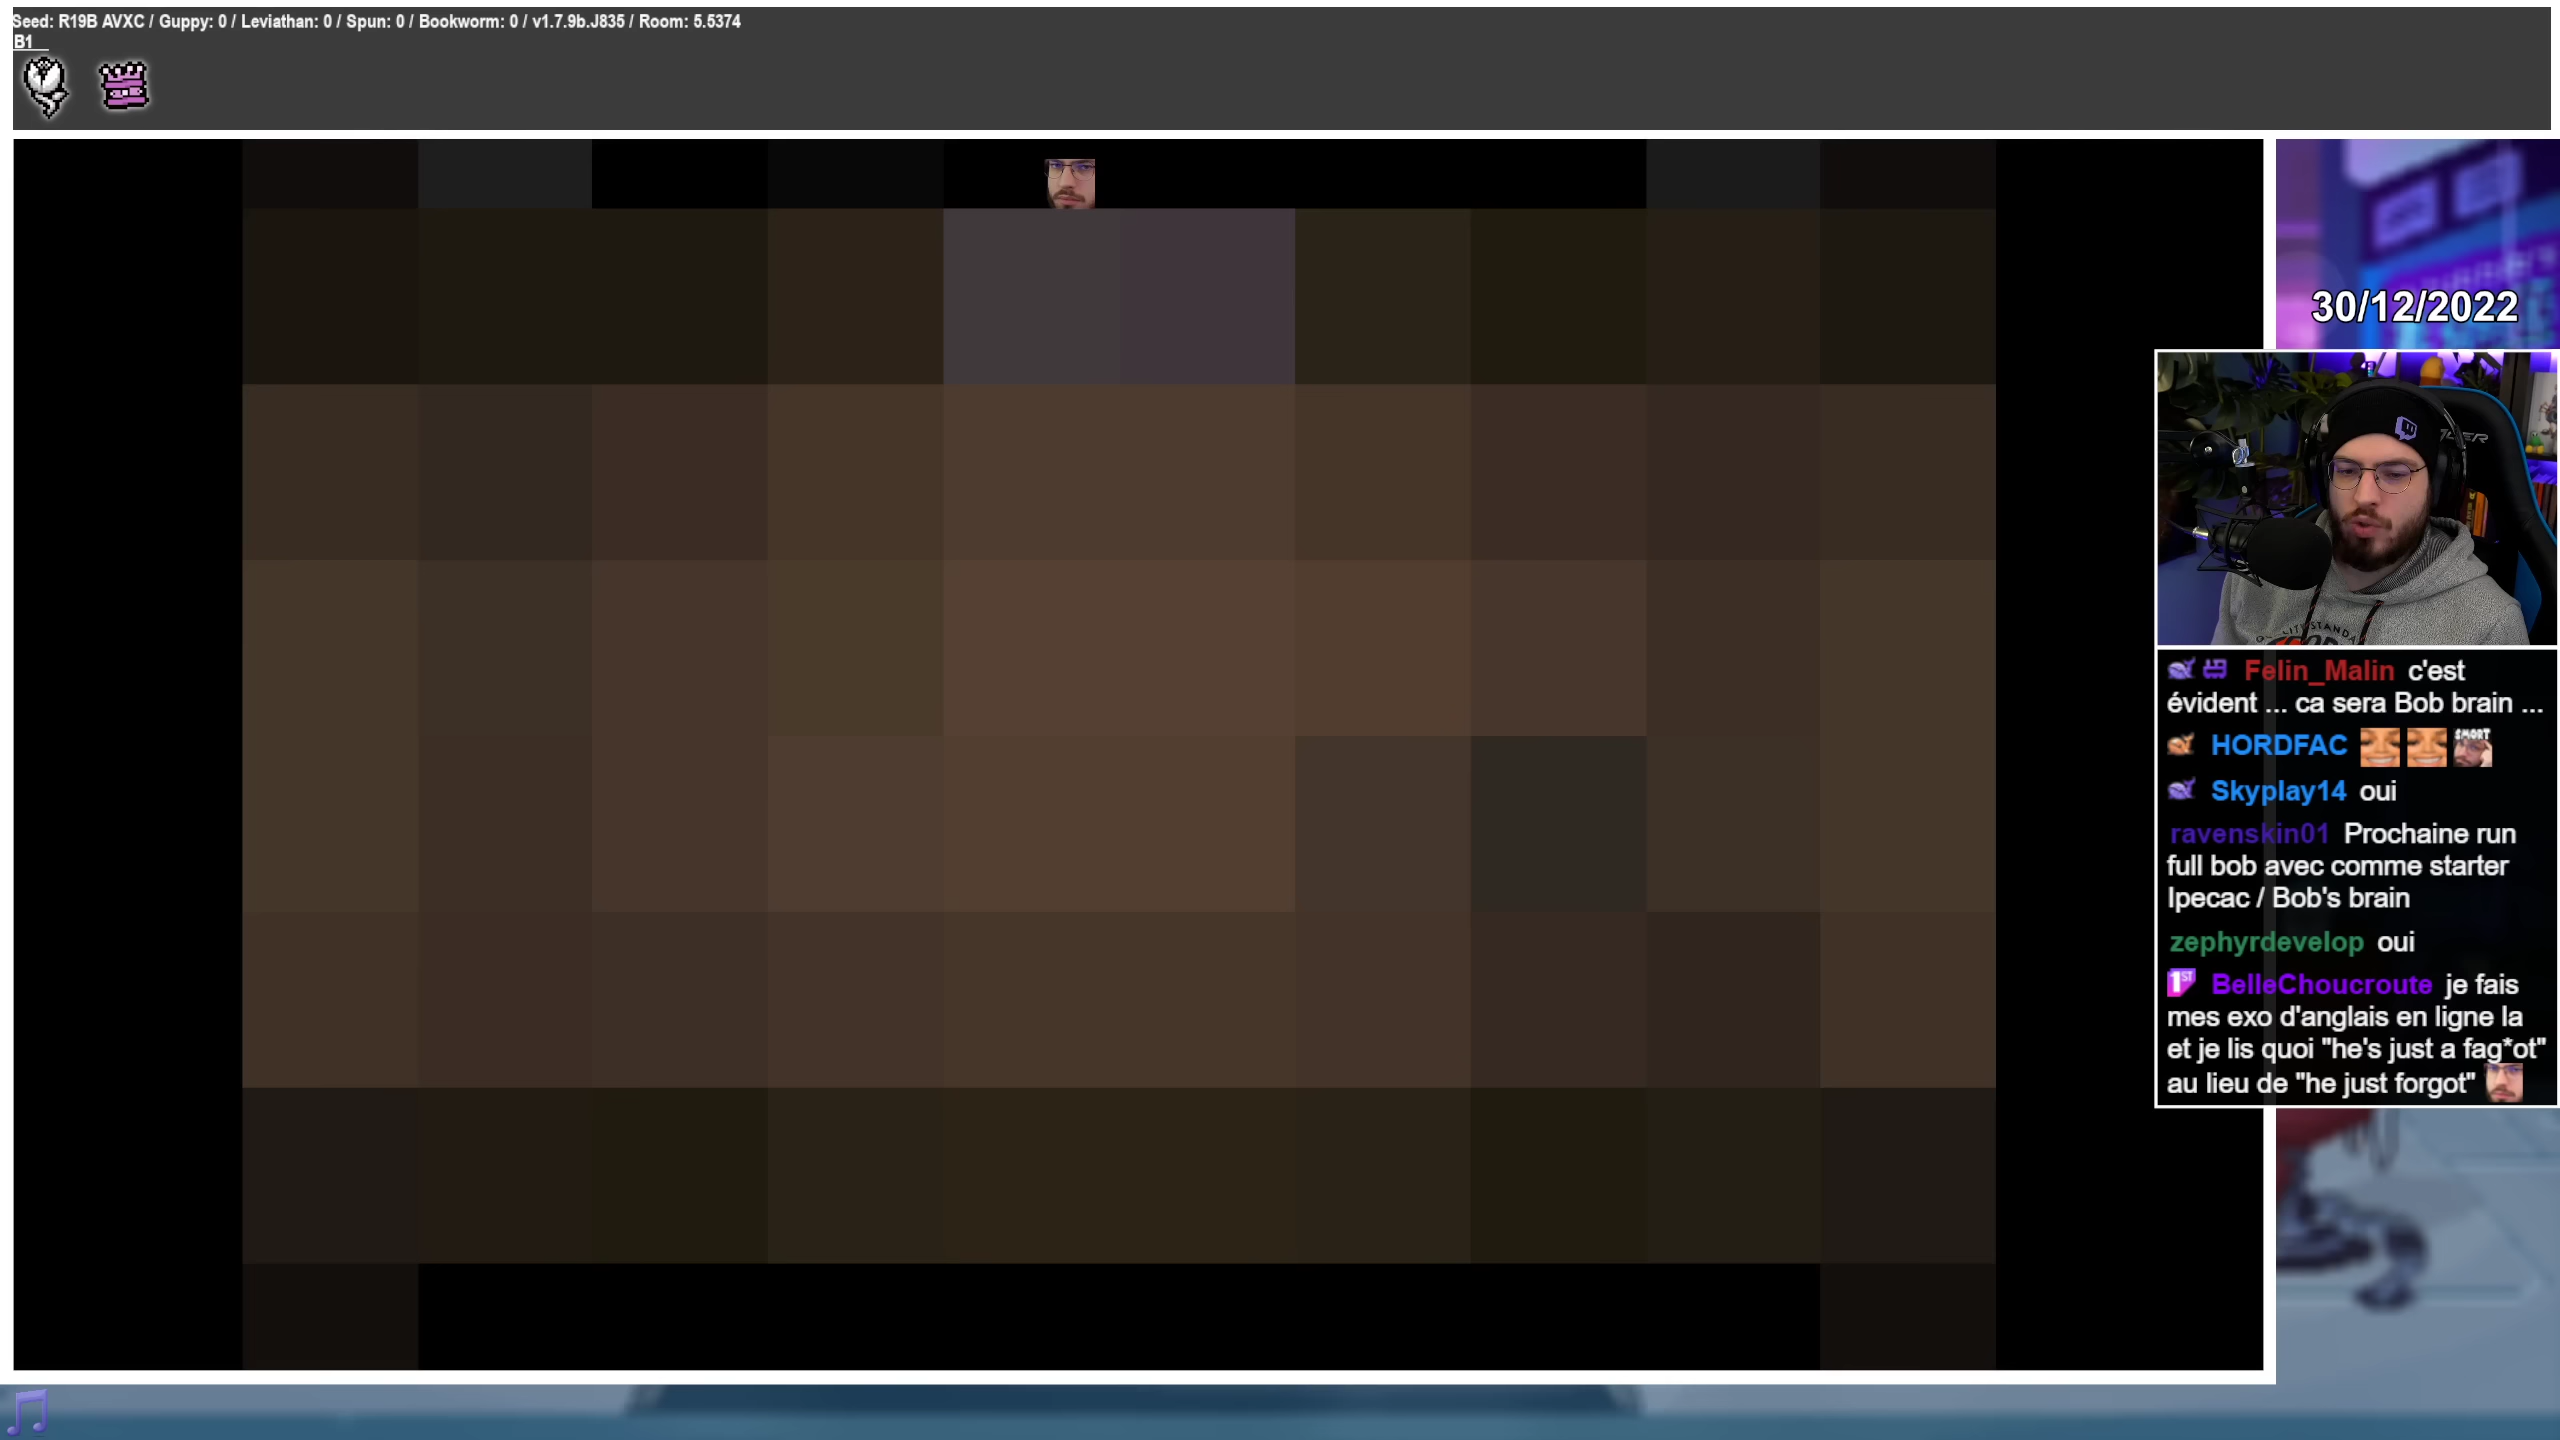 Seed: R19B AVXC / Guppy: 0 / Leviathan: 0 / Spun: 0 / Bookworm: 0 / v1.7.9b.J835 / Room: 5.5374
B1
30/12/2022
Felin_Malin c'est
évident ... ca sera Bob brain ...
HORDFAC SMORT
Skyplay14 oui
ravenskin01 Prochaine run
full bob avec comme starter
Ipecac / Bob's brain
zephyrdevelop oui
1ST BelleChoucroute je fais
mes exo d'anglais en ligne la
et je lis quoi "he's just a fag*ot"
au lieu de "he just forgot"